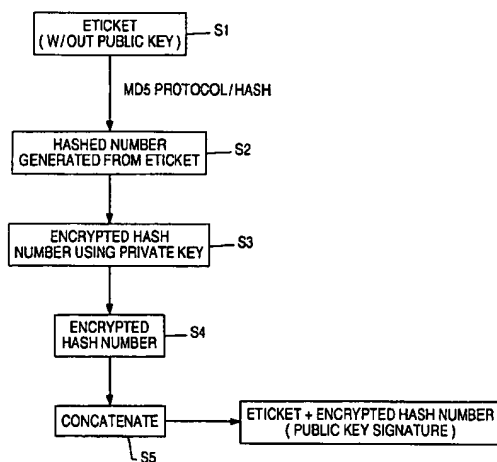 ETICKET
( W/OUT PUBLIC KEY )
S1
MD5 PROTOCOL/HASH
HASHED NUMBER
GENERATED FROM ETICKET
S2
ENCRYPTED HASH
NUMBER USING PRIVATE KEY
S3
ENCRYPTED
HASH NUMBER
S4
CONCATENATE
S5
ETICKET + ENCRYPTED HASH NUMBER
( PUBLIC KEY SIGNATURE )